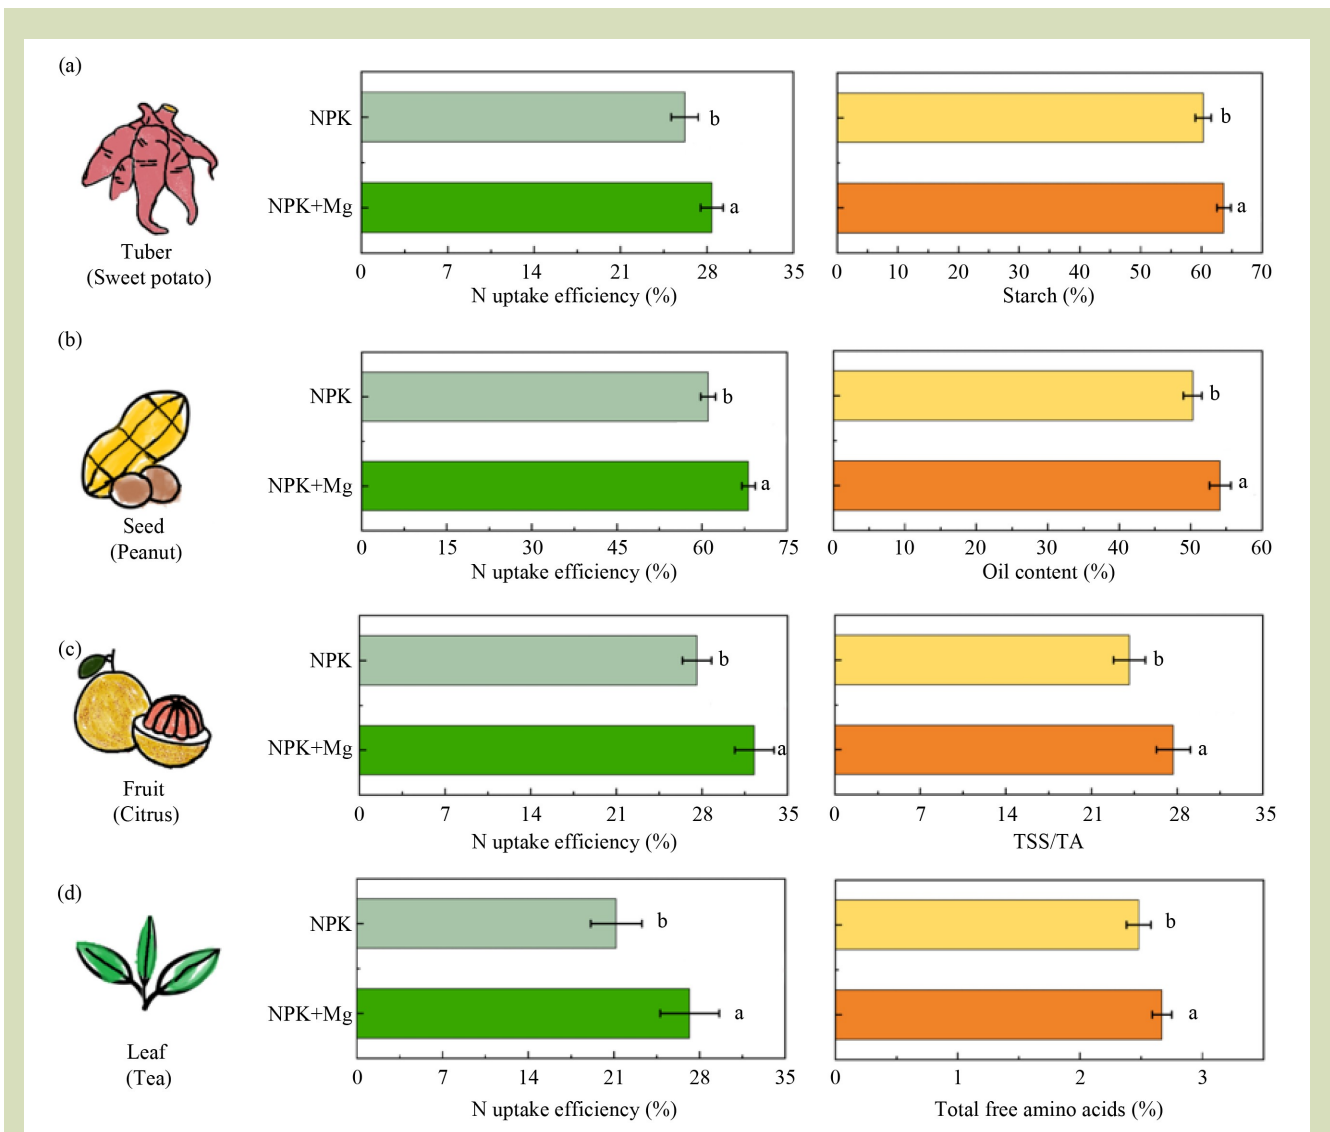 (a)
NPK
b
b
NPK+Mg
a
a
Tuber
(Sweet potato)
0 7 14 21 28 35
0 10 20 30 40 50 60 70
N uptake efficiency (%)
Starch (%)
(b)
NPK
b
b
NPK+Mg
a
a
Seed
(Peanut)
0 15 30 45 60 75
0 10 20 30 40 50 60
N uptake efficiency (%)
Oil content (%)
(c)
NPK
b
b
NPK+Mg
a
a
Fruit
(Citrus)
0 7 14 21 28 35
0 7 14 21 28 35
N uptake efficiency (%)
TSS/TA
(d)
NPK
b
b
NPK+Mg
a
a
Leaf
(Tea)
0 7 14 21 28 35
0 1 2 3
N uptake efficiency (%)
Total free amino acids (%)